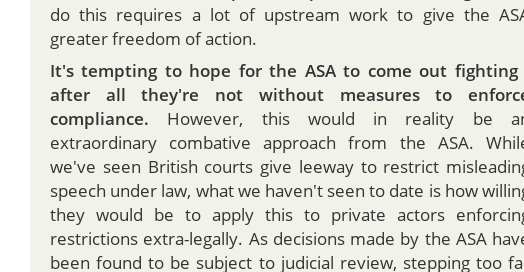 do this requires a lot of upstream work to give the ASA
greater freedom of action.
It's tempting to hope for the ASA to come out fighting
after all they're not without measures to enforce
compliance. However, this would in reality be an
extraordinary combative approach from the ASA. While
we've seen British courts give leeway to restrict misleading
speech under law, what we haven't seen to date is how willing
they would be to apply this to private actors enforcing
restrictions extra-legally. As decisions made by the ASA have
been found to be subject to judicial review, stepping too fa